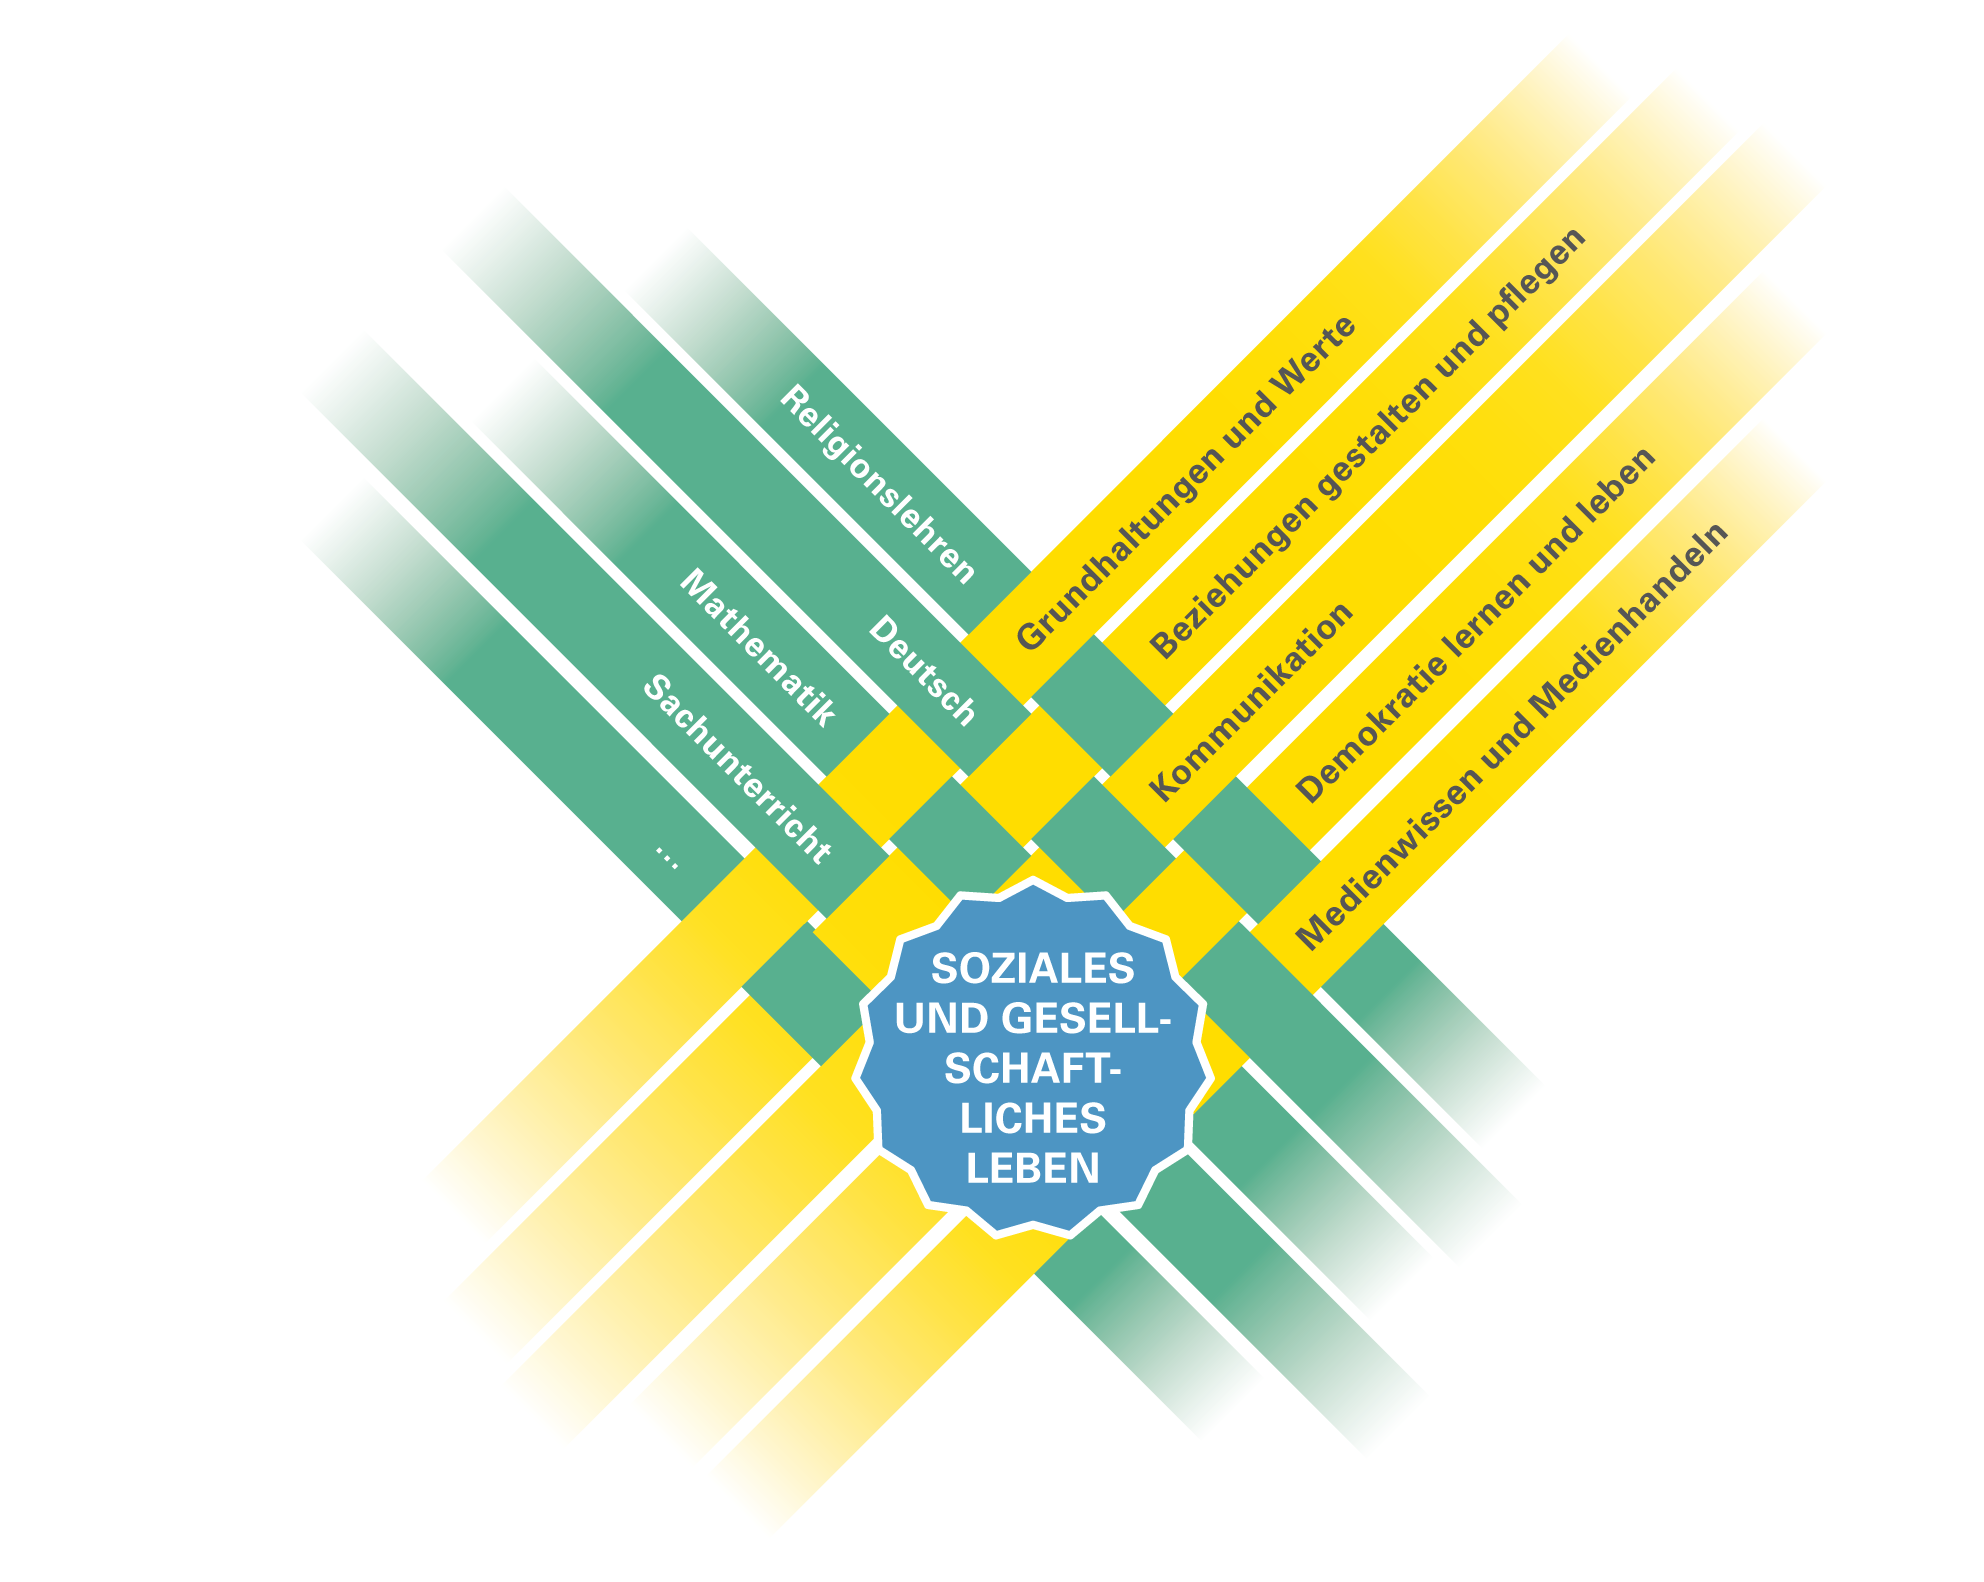 Religionslehren
Deutsch
Mathematik
Sachunterricht
...
Grundhaltungen und Werte
Beziehungen gestalten und pflegen
Kommunikation
Demokratie lernen und leben
Medienwissen und Medienhandeln
SOZIALES
UND GESELL-
SCHAFT-
LICHES
LEBEN